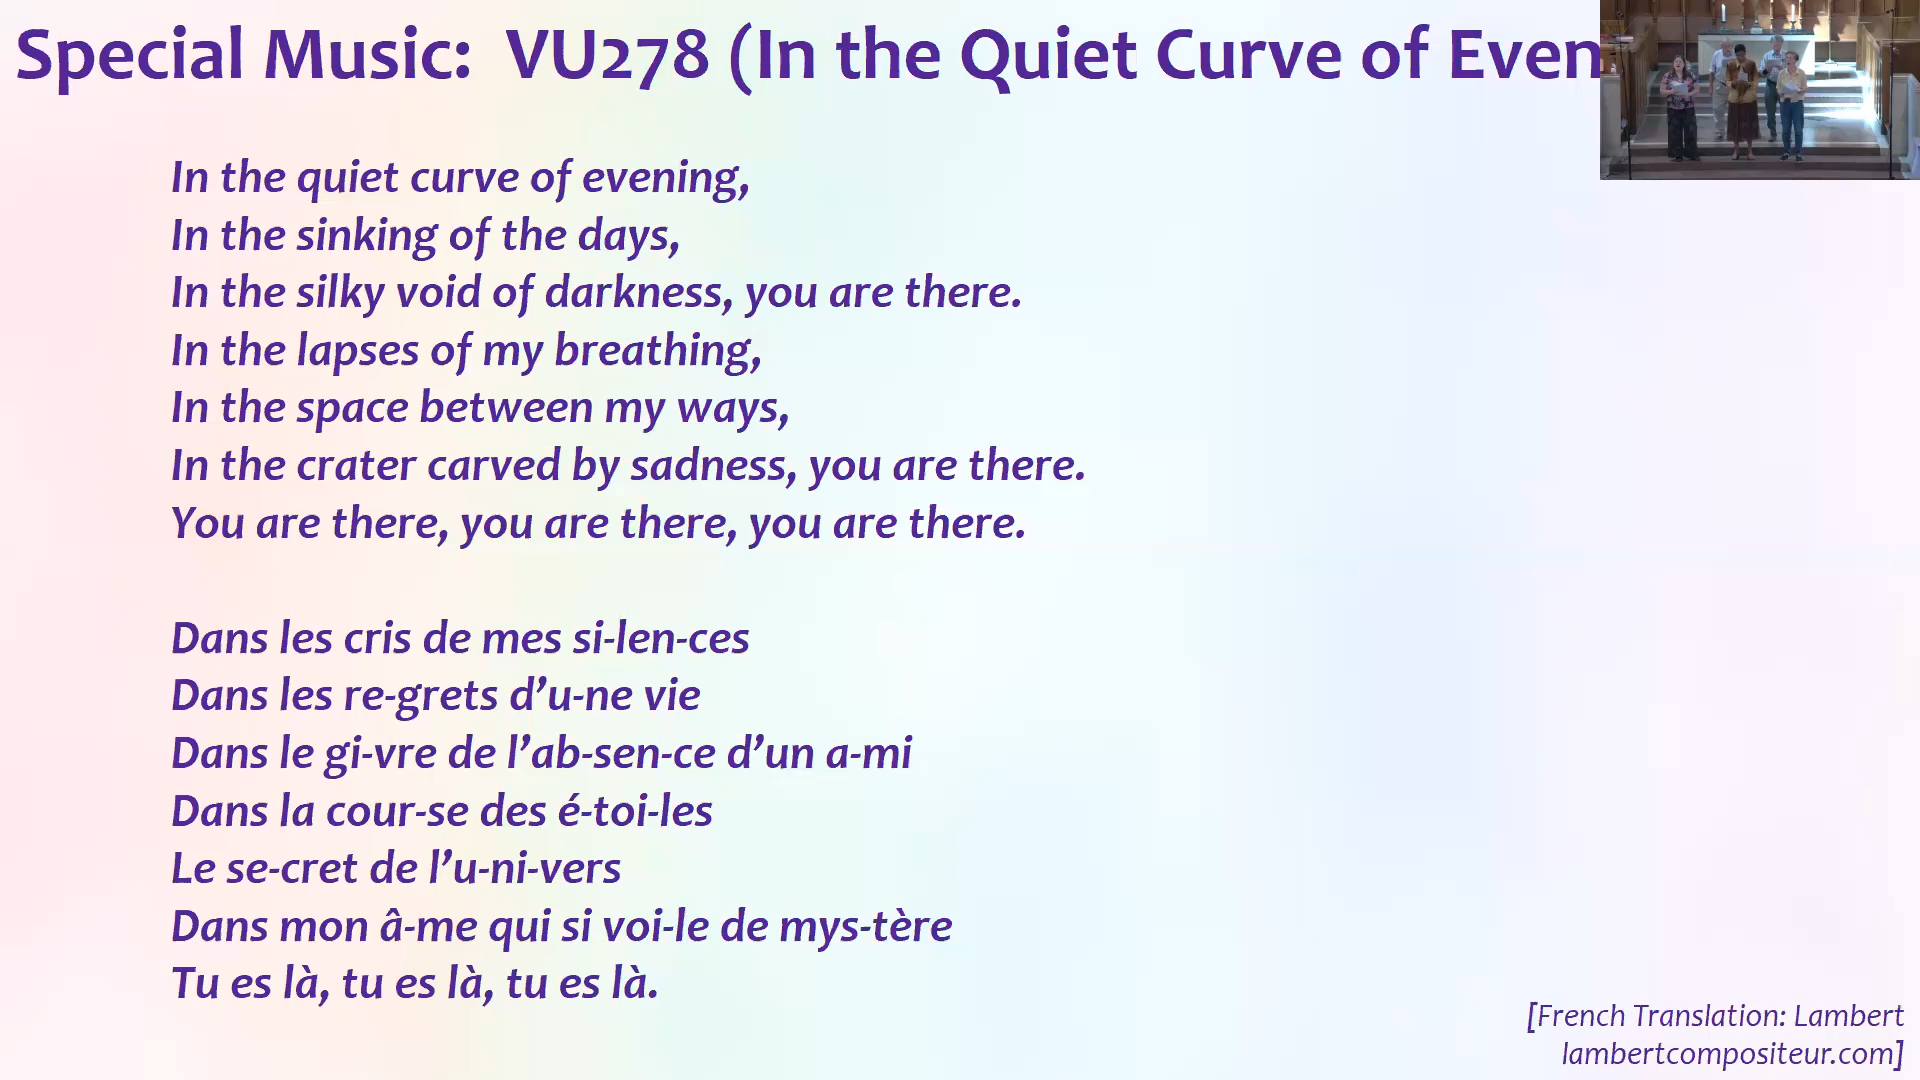 Special Music: VU278 (In the Quiet Curve of Even
In the quiet curve of evening,
In the sinking of the days,
In the silky void of darkness, you are there.
In the lapses of my breathing,
In the space between my ways,
In the crater carved by sadness, you are there.
You are there, you are there, you are there.
Dans les cris de mes si-len-ces
Dans les re-grets d’u-ne vie
Dans le gi-vre de l’ab-sen-ce d’un a-mi
Dans la cour-se des é-toi-les
Le se-cret de l’u-ni-vers
Dans mon â-me qui si voi-le de mys-tère
Tu es là, tu es là, tu es là.
[French Translation: Lambert
lambertcompositeur.com]